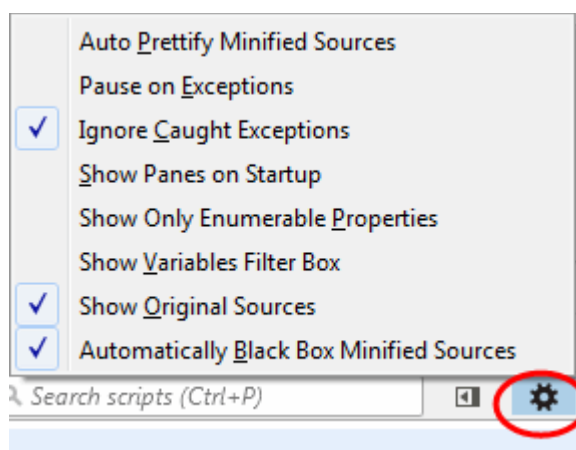 Auto Prettify Minified Sources
Pause on Exceptions
Ignore Caught Exceptions
Show Panes on Startup
Show Only Enumerable Properties
Show Variables Filter Box
Show Original Sources
Automatically Black Box Minified Sources
Search scripts (Ctrl+P)